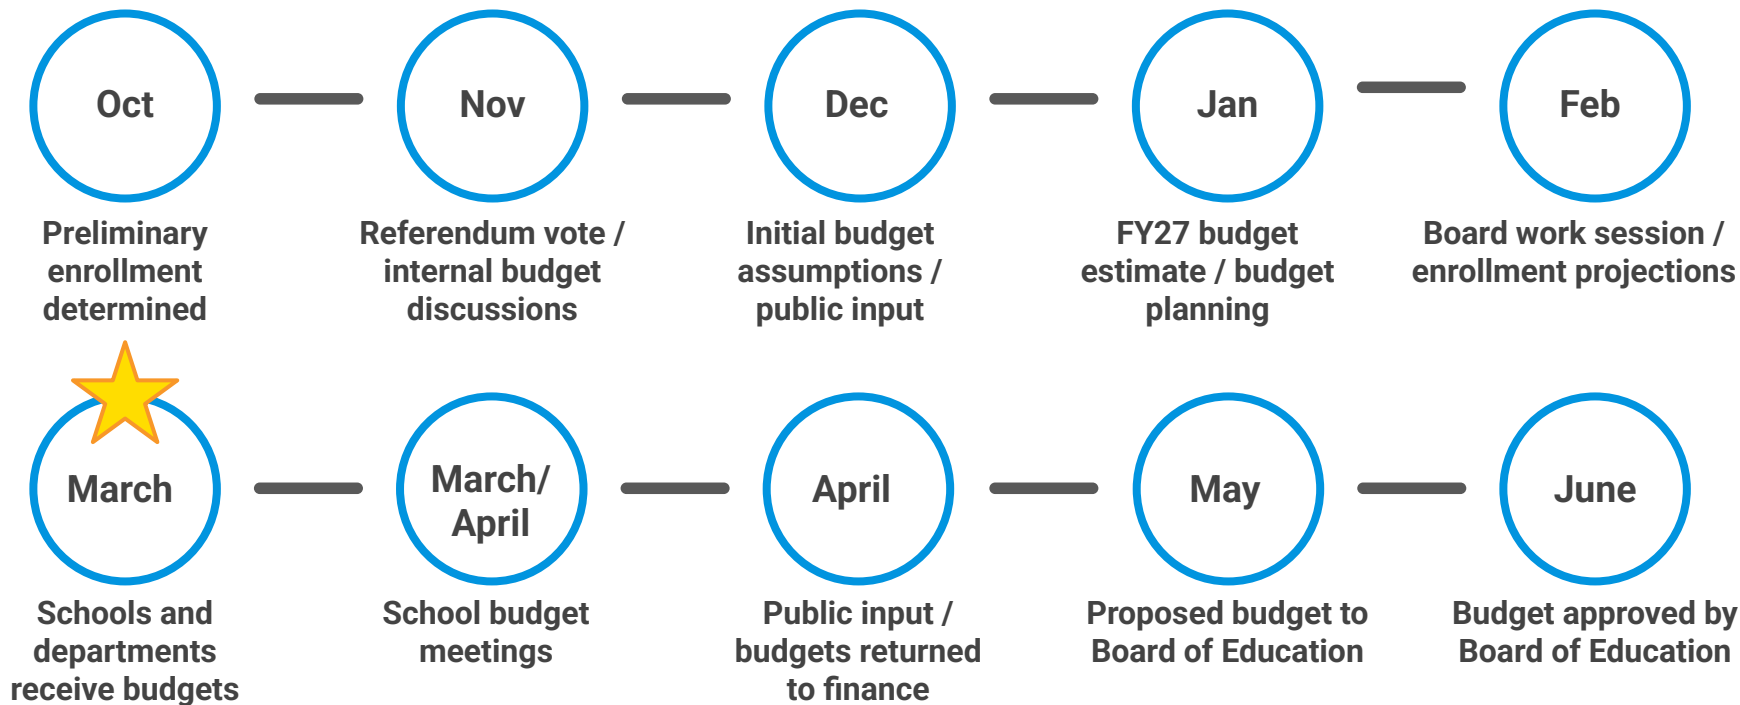 Oct
Preliminary
enrollment
determined
Nov
Referendum vote /
internal budget
discussions
Dec
Initial budget
assumptions /
public input
Jan
FY27 budget
estimate / budget
planning
Feb
Board work session /
enrollment projections
March
Schools and
departments
receive budgets
March/
April
School budget
meetings
April
Public input /
budgets returned
to finance
May
Proposed budget to
Board of Education
June
Budget approved by
Board of Education